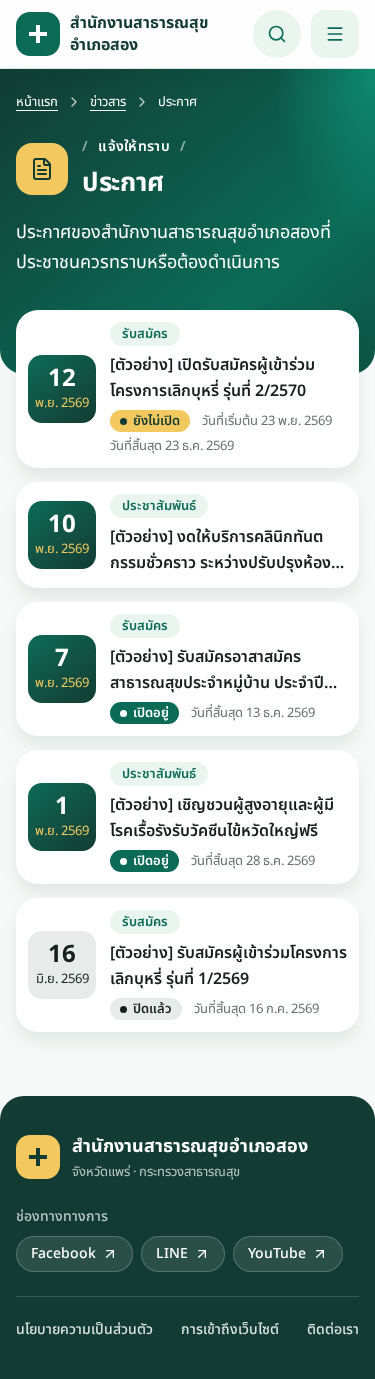 สำนักงานสาธารณสุข
อำเภอสอง
หน้าแรก > ข่าวสาร > ประกาศ
/ แจ้งให้ทราบ /
ประกาศ
ประกาศของสำนักงานสาธารณสุขอำเภอสองที่
ประชาชนควรทราบหรือต้องดำเนินการ
12
พ.ย. 2569
รับสมัคร
[ตัวอย่าง] เปิดรับสมัครผู้เข้าร่วม
โครงการเลิกบุหรี่ รุ่นที่ 2/2570
ยังไม่เปิด วันที่เริ่มต้น 23 พ.ย. 2569
วันที่สิ้นสุด 23 ธ.ค. 2569
10
พ.ย. 2569
ประชาสัมพันธ์
[ตัวอย่าง] งดให้บริการคลินิกทันต
กรรมชั่วคราว ระหว่างปรับปรุงห้อง...
7
พ.ย. 2569
รับสมัคร
[ตัวอย่าง] รับสมัครอาสาสมัคร
สาธารณสุขประจำหมู่บ้าน ประจำปี...
เปิดอยู่ วันที่สิ้นสุด 13 ธ.ค. 2569
1
พ.ย. 2569
ประชาสัมพันธ์
[ตัวอย่าง] เชิญชวนผู้สูงอายุและผู้มี
โรคเรื้อรังรับวัคซีนไข้หวัดใหญ่ฟรี
เปิดอยู่ วันที่สิ้นสุด 28 ธ.ค. 2569
16
มิ.ย. 2569
รับสมัคร
[ตัวอย่าง] รับสมัครผู้เข้าร่วมโครงการ
เลิกบุหรี่ รุ่นที่ 1/2569
ปิดแล้ว วันที่สิ้นสุด 16 ก.ค. 2569
สำนักงานสาธารณสุขอำเภอสอง
จังหวัดแพร่ · กระทรวงสาธารณสุข
ช่องทางทางการ
Facebook LINE YouTube
นโยบายความเป็นส่วนตัว การเข้าถึงเว็บไซต์ ติดต่อเรา